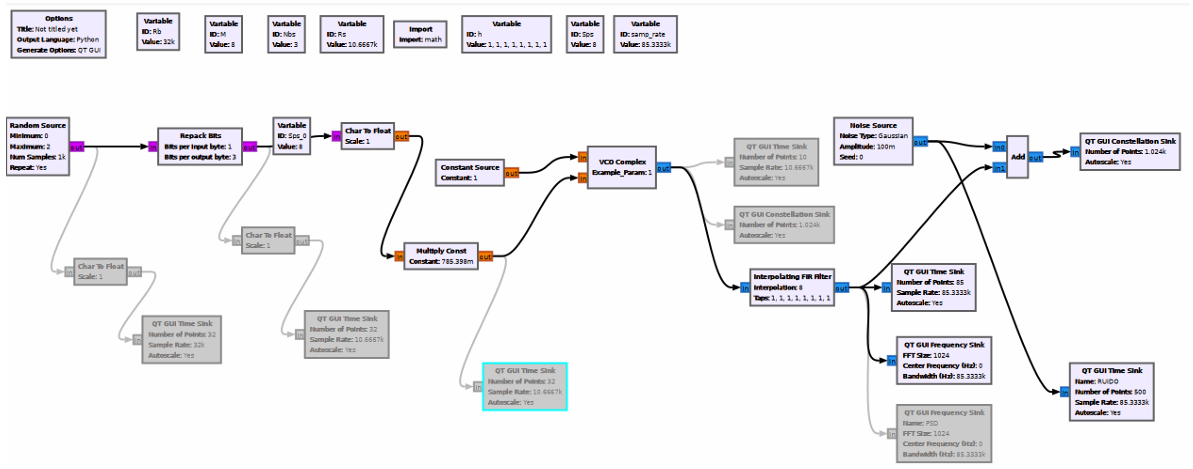 Options
Title: Not titled yet
Output Language: Python
Generate Options: QT GUI
Variable
ID: Rb
Value: 32k
Variable
ID: M
Value: 8
Variable
ID: Nbs
Value: 3
Variable
ID: Rs
Value: 10.6667k
Import
Import: math
Variable
ID: h
Value: 1, 1, 1, 1, 1, 1, 1, 1
Variable
ID: Sps
Value: 8
Variable
ID: samp_rate
Value: 85.3333k
Random Source
Minimum: 0
Maximum: 2
Num Samples: 1k
Repeat: Yes
out
in
Repack Bits
Bits per input byte: 1
Bits per output byte: 3
out
Variable
ID: Sps_0
Value: 8
in
Char To Float
Scale: 1
out
Constant Source
Constant: 1
out
in
in
VCO Complex
Example_Param: 1
out
in
QT GUI Time Sink
Number of Points: 10
Sample Rate: 10.6667k
Autoscale: Yes
in
QT GUI Constellation Sink
Number of Points: 1.024k
Autoscale: Yes
Noise Source
Noise Type: Gaussian
Amplitude: 100m
Seed: 0
out
in0
in1
Add
out
in
QT GUI Constellation Sink
Number of Points: 1.024k
Autoscale: Yes
in
Char To Float
Scale: 1
out
in
Char To Float
Scale: 1
out
in
Multiply Const
Constant: 785.398m
out
in
Interpolating FIR Filter
Interpolation: 8
Taps: 1, 1, 1, 1, 1, 1, 1, 1
out
in
QT GUI Time Sink
Number of Points: 85
Sample Rate: 85.3333k
Autoscale: Yes
in
QT GUI Time Sink
Number of Points: 32
Sample Rate: 32k
Autoscale: Yes
in
QT GUI Time Sink
Number of Points: 32
Sample Rate: 10.6667k
Autoscale: Yes
in
QT GUI Time Sink
Number of Points: 32
Sample Rate: 10.6667k
Autoscale: Yes
in
QT GUI Frequency Sink
FFT Size: 1024
Center Frequency (Hz): 0
Bandwidth (Hz): 85.3333k
in
QT GUI Frequency Sink
Name: PSD
FFT Size: 1024
Center Frequency (Hz): 0
Bandwidth (Hz): 85.3333k
in
QT GUI Time Sink
Name: RUIDO
Number of Points: 500
Sample Rate: 85.3333k
Autoscale: Yes